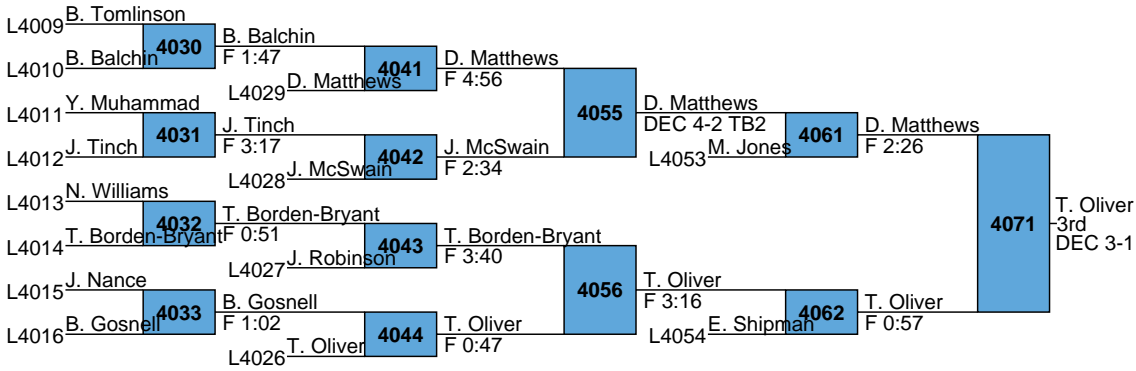 B. Tomlinson
L4009
4030
B. Balchin
F 1:47
B. Balchin
L4010
4041
D. Matthews
F 4:56
D. Matthews
L4029
Y. Muhammad
L4011
4055
D. Matthews
DEC 4-2 TB2
4031
J. Tinch
F 3:17
4061
D. Matthews
F 2:26
J. Tinch
L4012
4042
J. McSwain
F 2:34
M. Jones
L4053
J. McSwain
L4028
N. Williams
L4013
4032
T. Borden-Bryant
F 0:51
T. Borden-Bryant
L4014
4043
T. Borden-Bryant
F 3:40
4071
T. Oliver
3rd
DEC 3-1
J. Robinson
L4027
J. Nance
L4015
4056
T. Oliver
F 3:16
4033
B. Gosnell
F 1:02
4062
T. Oliver
F 0:57
B. Gosnell
L4016
4044
T. Oliver
F 0:47
E. Shipman
L4054
T. Oliver
L4026